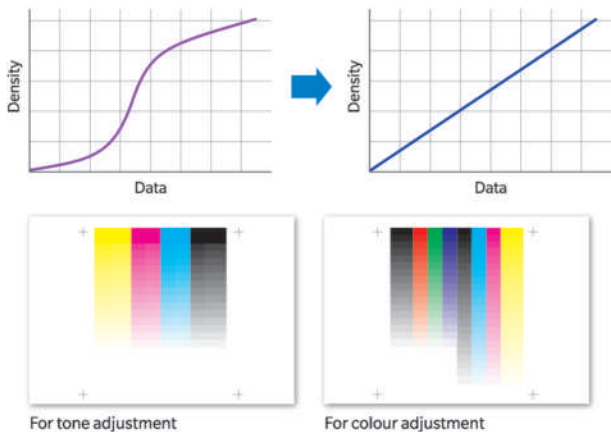 Density
Data
Density
Data
For tone adjustment
For colour adjustment